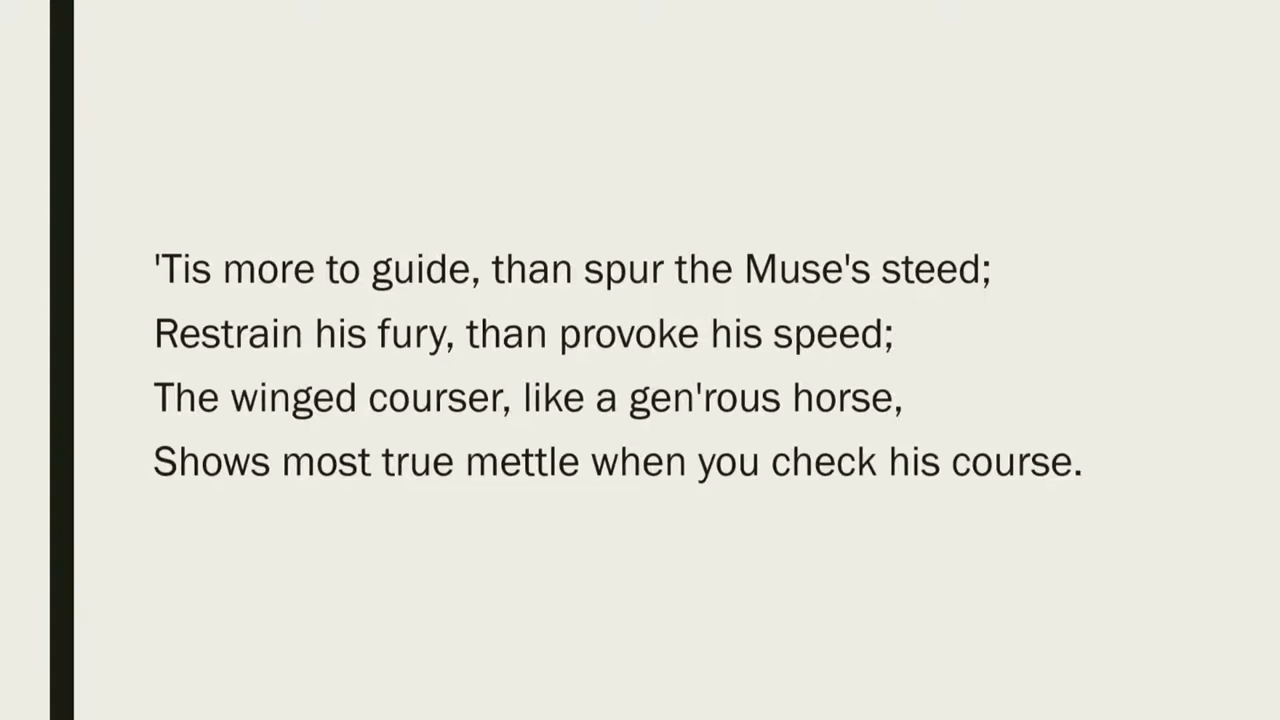 'Tis more to guide, than spur the Muse's steed;
Restrain his fury, than provoke his speed;
The winged courser, like a gen'rous horse,
Shows most true mettle when you check his course.